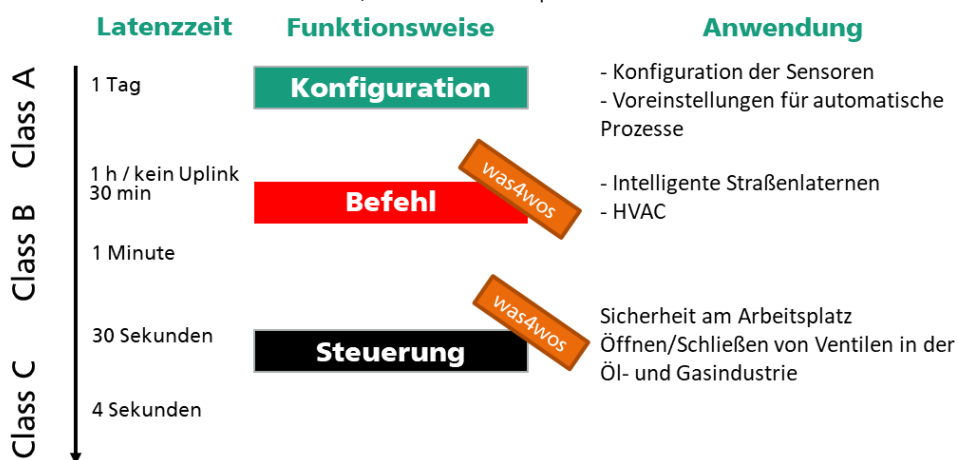 Latenzzeit
Funktionsweise
Anwendung
Class A
1 Tag
Konfiguration
- Konfiguration der Sensoren
- Voreinstellungen für automatische
Prozesse
1 h / kein Uplink
30 min
Befehl
was4wos
- Intelligente Straßenlaternen
- HVAC
Class B
1 Minute
30 Sekunden
Steuerung
was4wos
Sicherheit am Arbeitsplatz
Öffnen/Schließen von Ventilen in der
Öl- und Gasindustrie
Class C
4 Sekunden